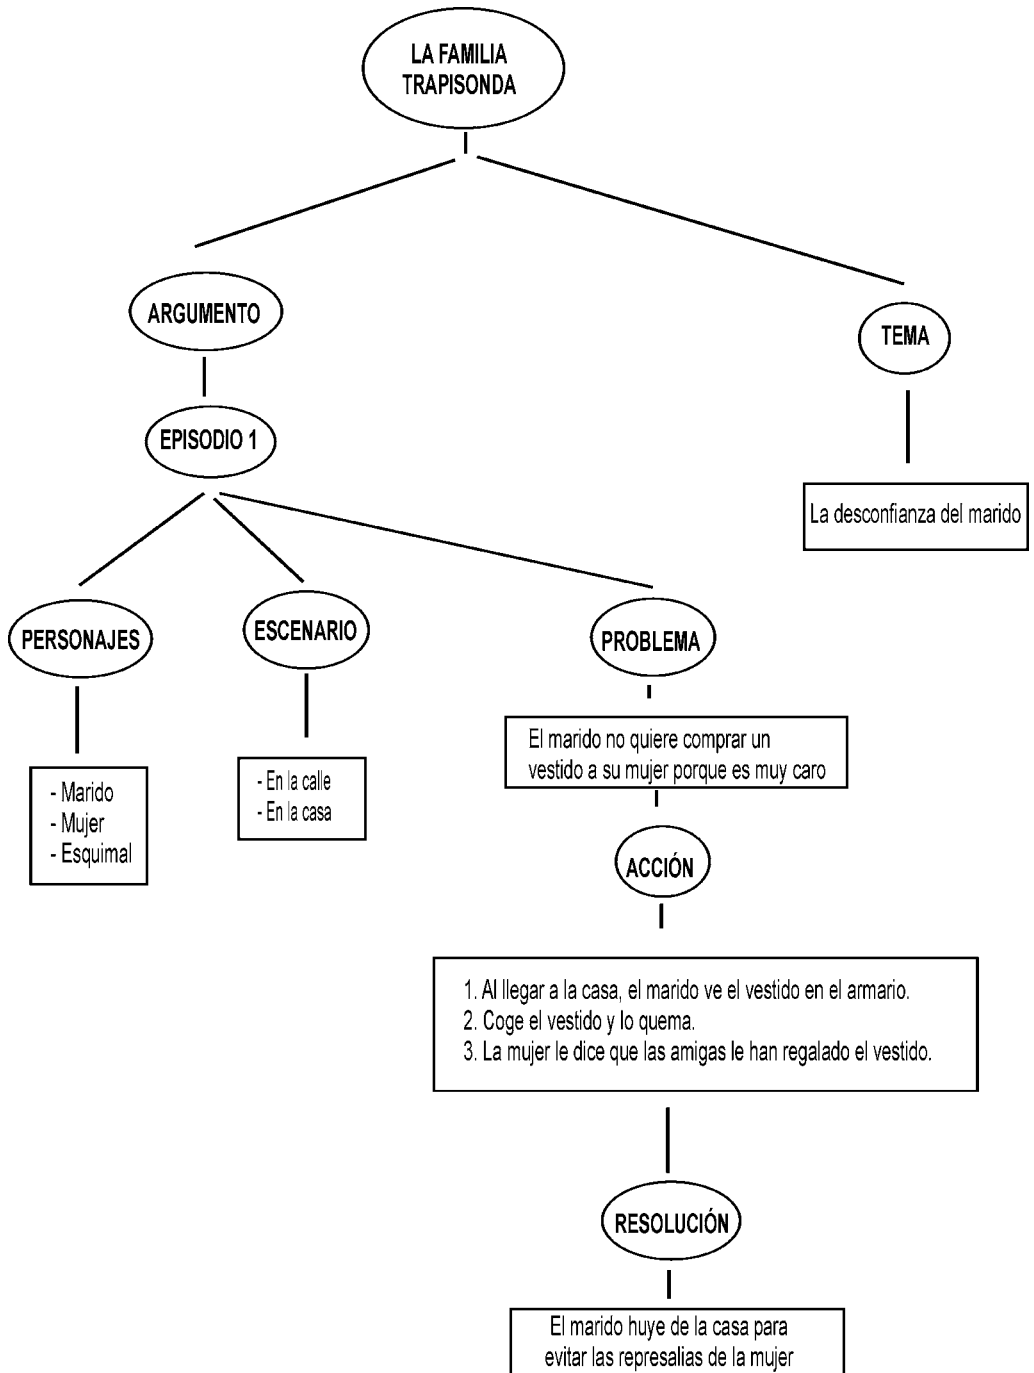 LA FAMILIA
TRAPISONDA
ARGUMENTO
TEMA
EPISODIO 1
La desconfianza del marido
PERSONAJES
ESCENARIO
PROBLEMA
- Marido
- Mujer
- Esquimal
- En la calle
- En la casa
El marido no quiere comprar un
vestido a su mujer porque es muy caro
ACCIÓN
1. Al llegar a la casa, el marido ve el vestido en el armario.
2. Coge el vestido y lo quema.
3. La mujer le dice que las amigas le han regalado el vestido.
RESOLUCIÓN
El marido huye de la casa para
evitar las represalias de la mujer